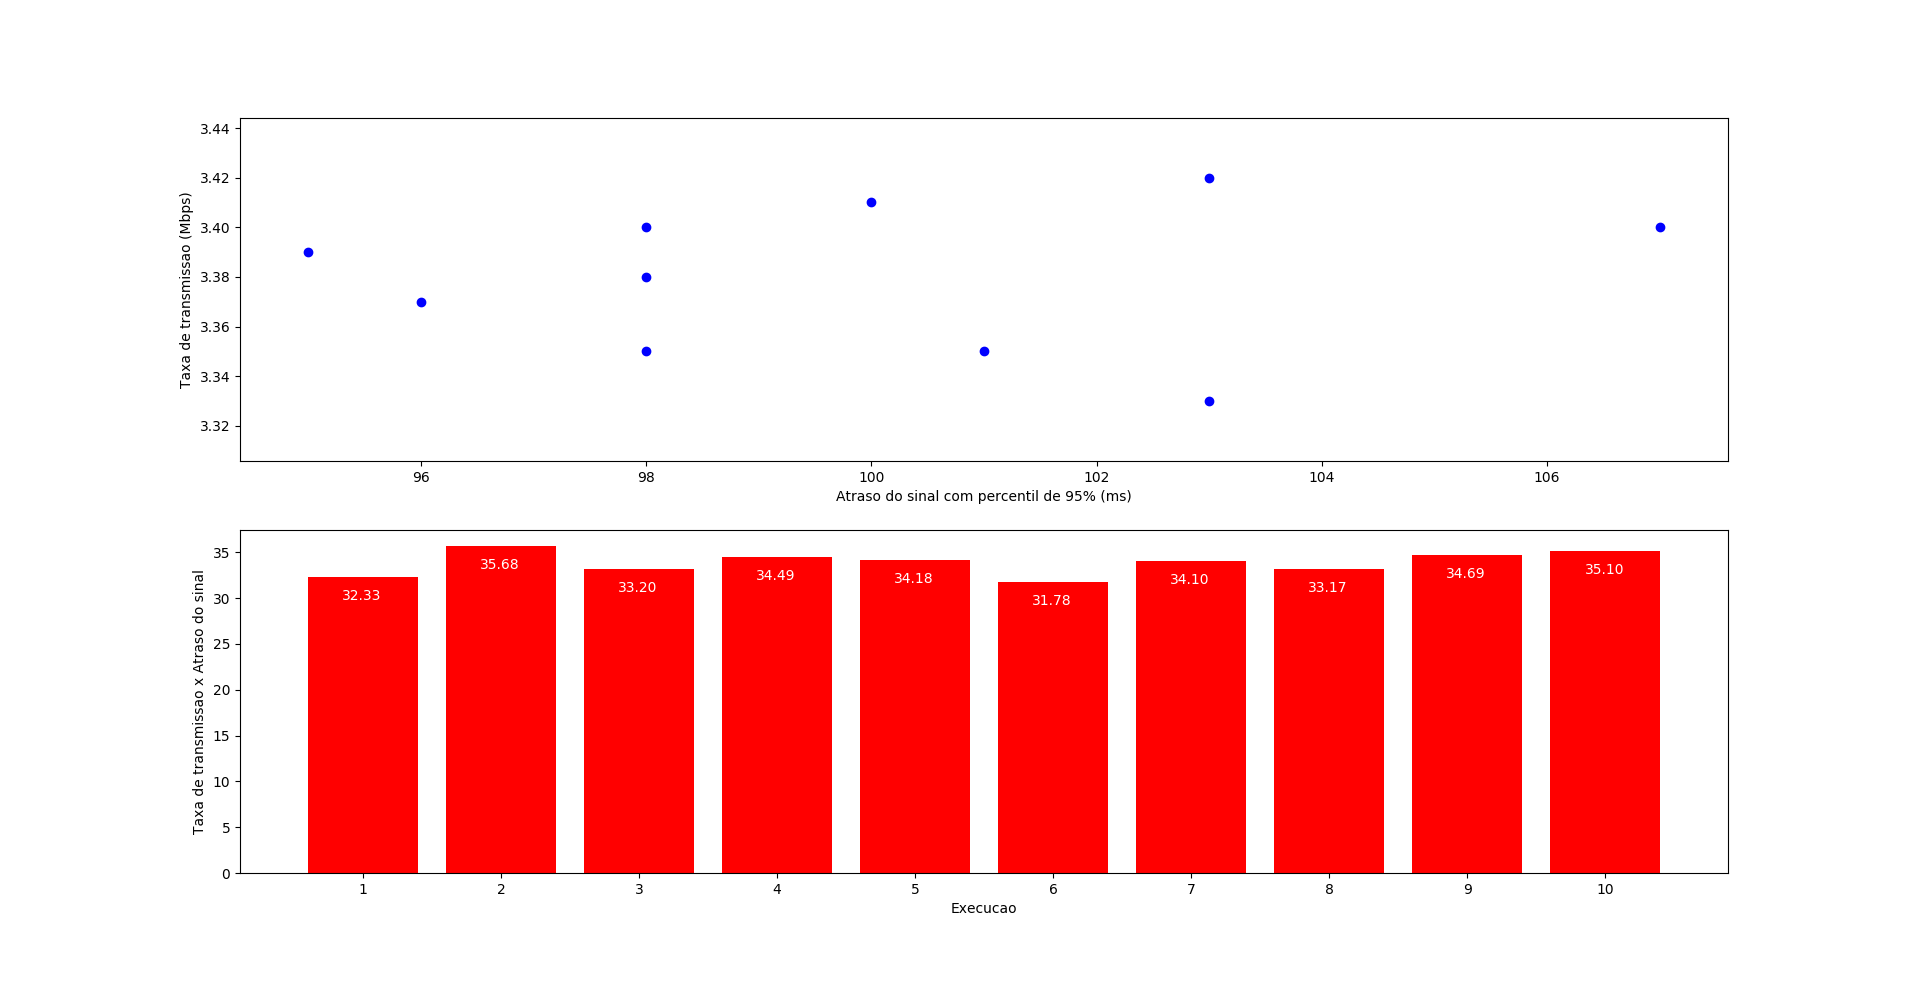 3.44
3.42
3.40
3.38
3.36
3.34
3.32
Taxa de transmissao (Mbps)
96 98 100 102 104 106
Atraso do sinal com percentil de 95% (ms)
35
30
25
20
15
10
5
0
Taxa de transmissao x Atraso do sinal
32.33 35.68 33.20 34.49 34.18 31.78 34.10 33.17 34.69 35.10
1 2 3 4 5 6 7 8 9 10
Execucao